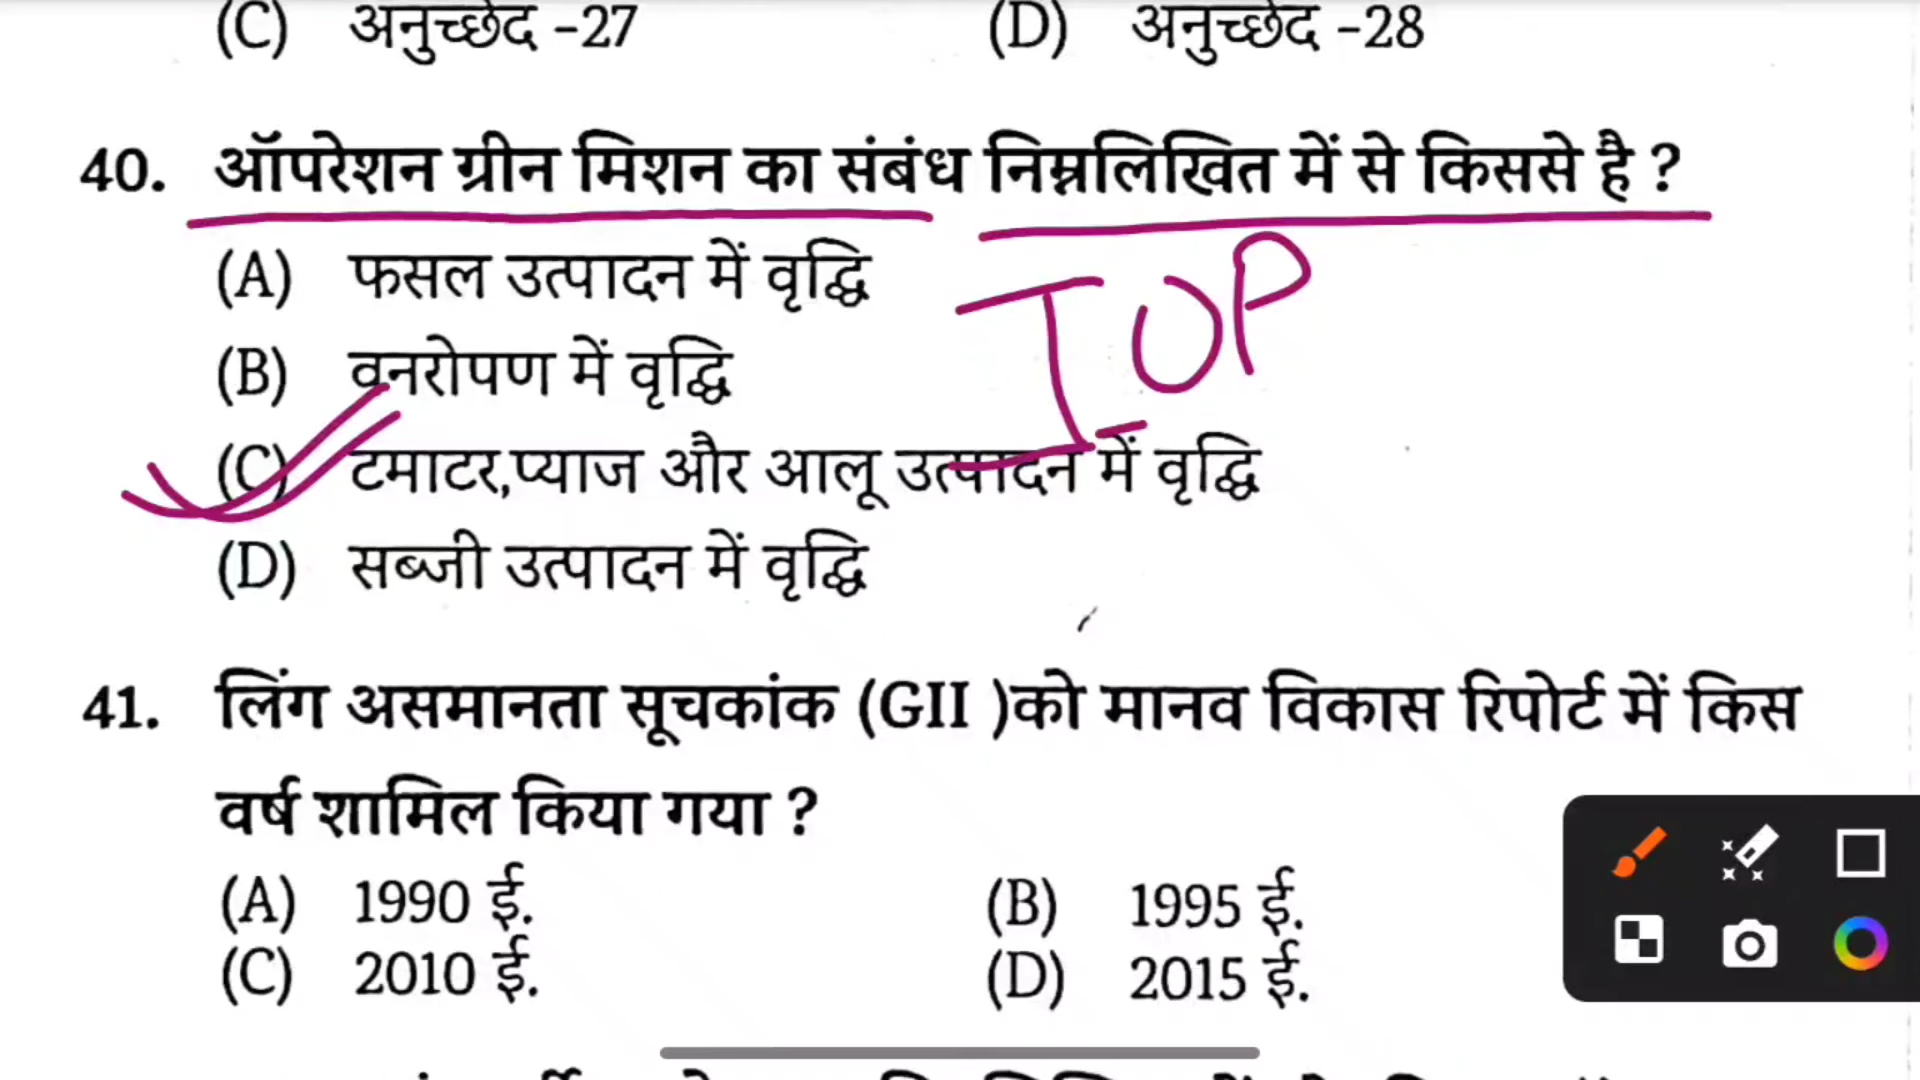 (C) अनुच्छेद -27 (D) अनुच्छेद -28
40. ऑपरेशन ग्रीन मिशन का संबंध निम्नलिखित में से किससे है ?
(A) फसल उत्पादन में वृद्धि
TOP
(B) वनरोपण में वृद्धि
(C) टमाटर,प्याज और आलू उत्पादन में वृद्धि
(D) सब्जी उत्पादन में वृद्धि
41. लिंग असमानता सूचकांक (GII )को मानव विकास रिपोर्ट में किस
वर्ष शामिल किया गया ?
(A) 1990 ई. (B) 1995 ई.
(C) 2010 ई. (D) 2015 ई.